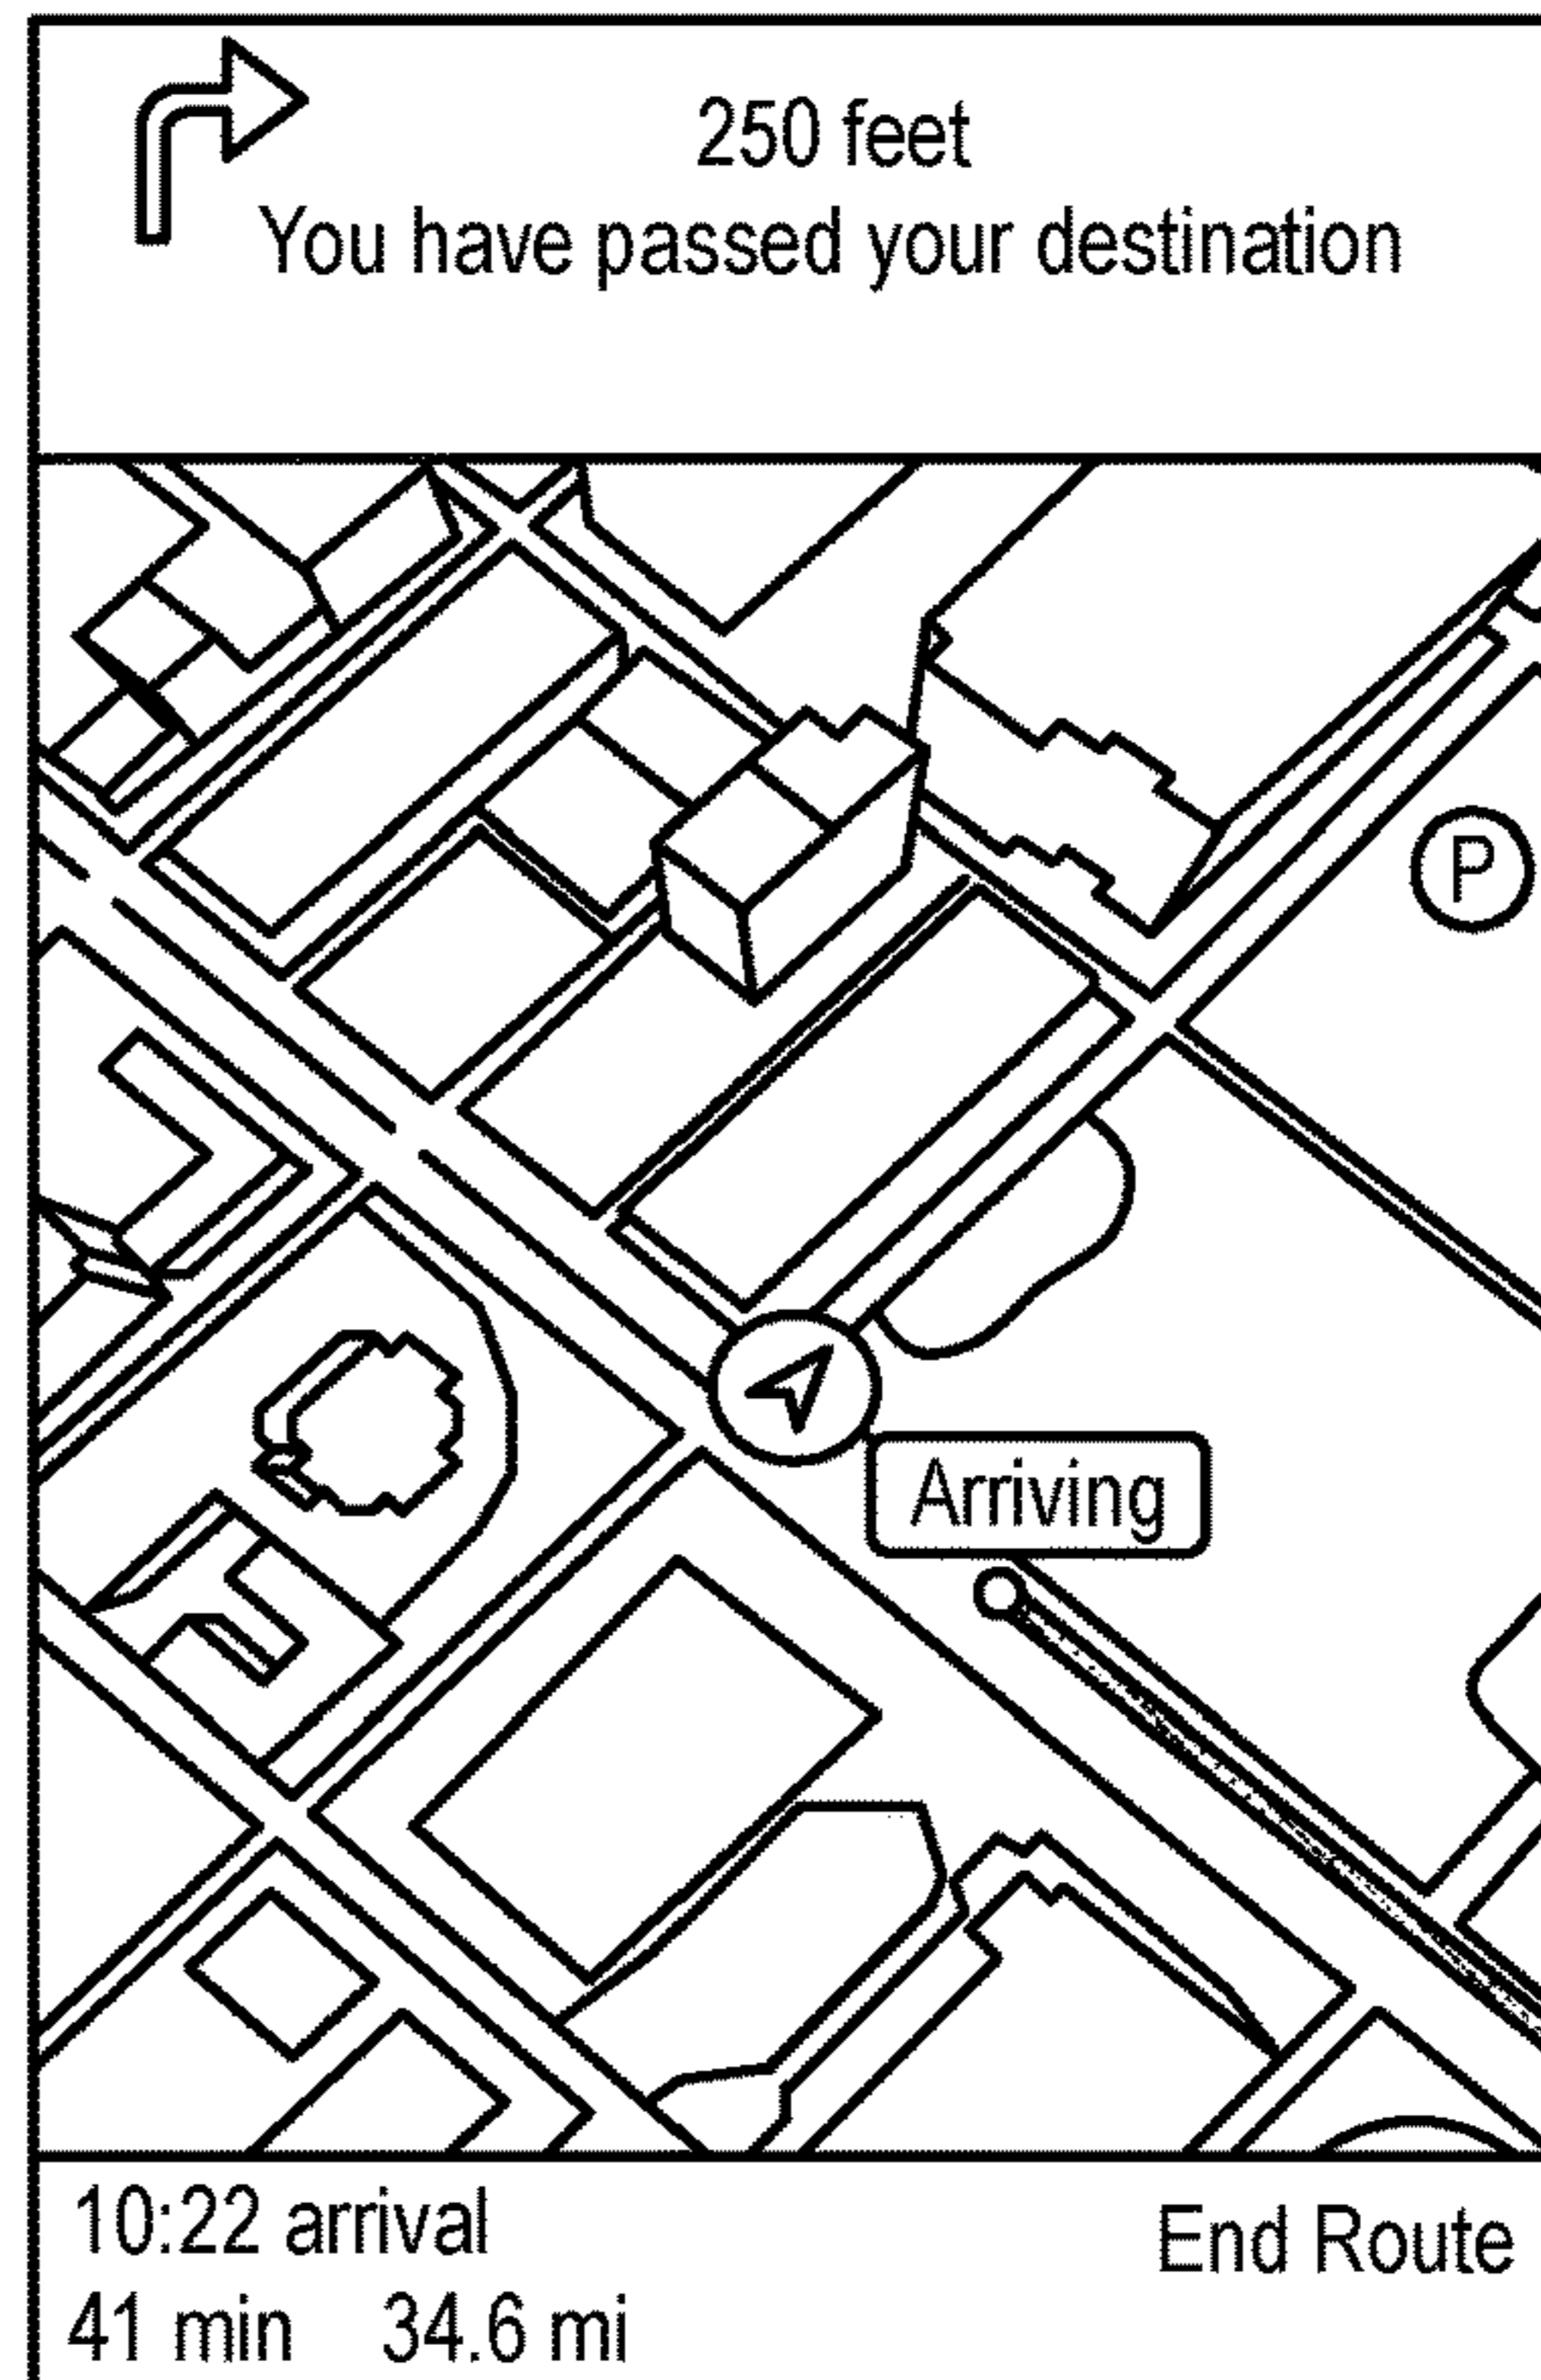 250 feet
You have passed your destination
P
Arriving
10:22 arrival
End Route
41 min 34.6 mi